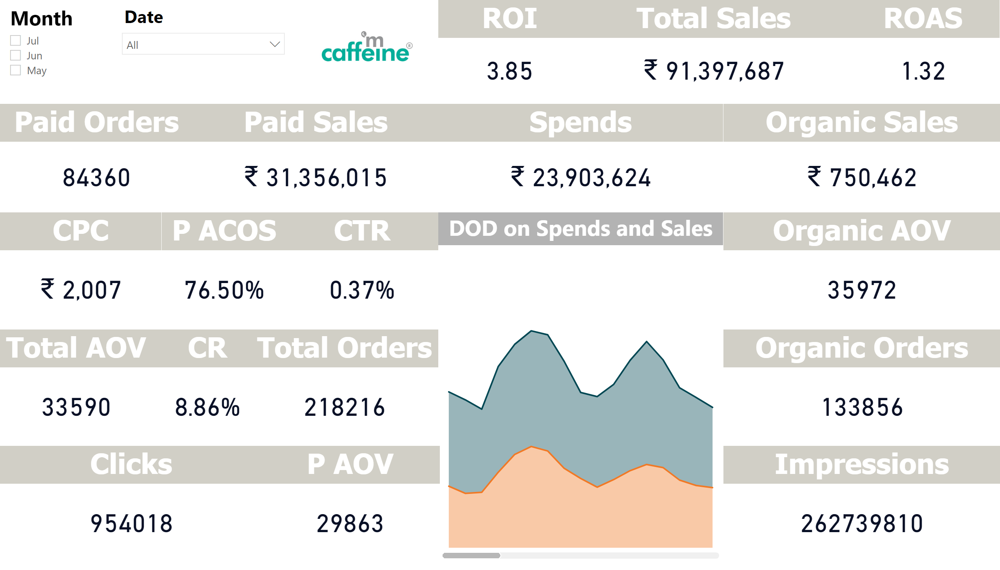 Month
Jul
Jun
May
Date
All
'm
caffeine®
ROI
3.85
Total Sales
₹ 91,397,687
ROAS
1.32
Paid Orders
84360
Paid Sales
₹ 31,356,015
Spends
₹ 23,903,624
Organic Sales
₹ 750,462
CPC
₹ 2,007
P ACOS
76.50%
CTR
0.37%
DOD on Spends and Sales
Organic AOV
35972
Total AOV
33590
CR
8.86%
Total Orders
218216
Organic Orders
133856
Clicks
954018
P AOV
29863
Impressions
262739810